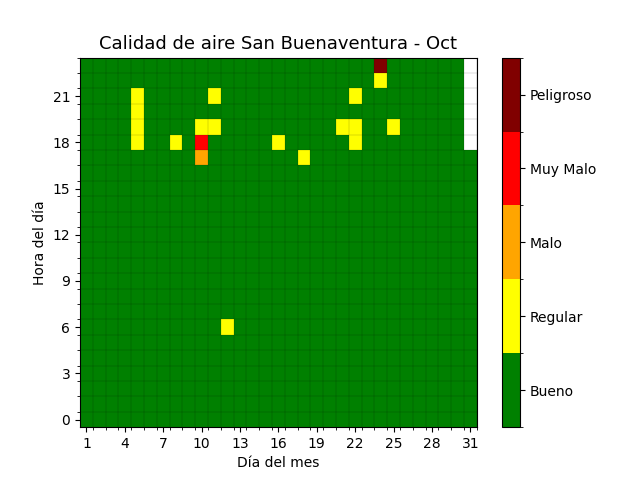 Calidad de aire San Buenaventura - Oct
Hora del día
21
18
15
12
9
6
3
0
1 4 7 10 13 16 19 22 25 28 31
Día del mes
Peligroso
Muy Malo
Malo
Regular
Bueno